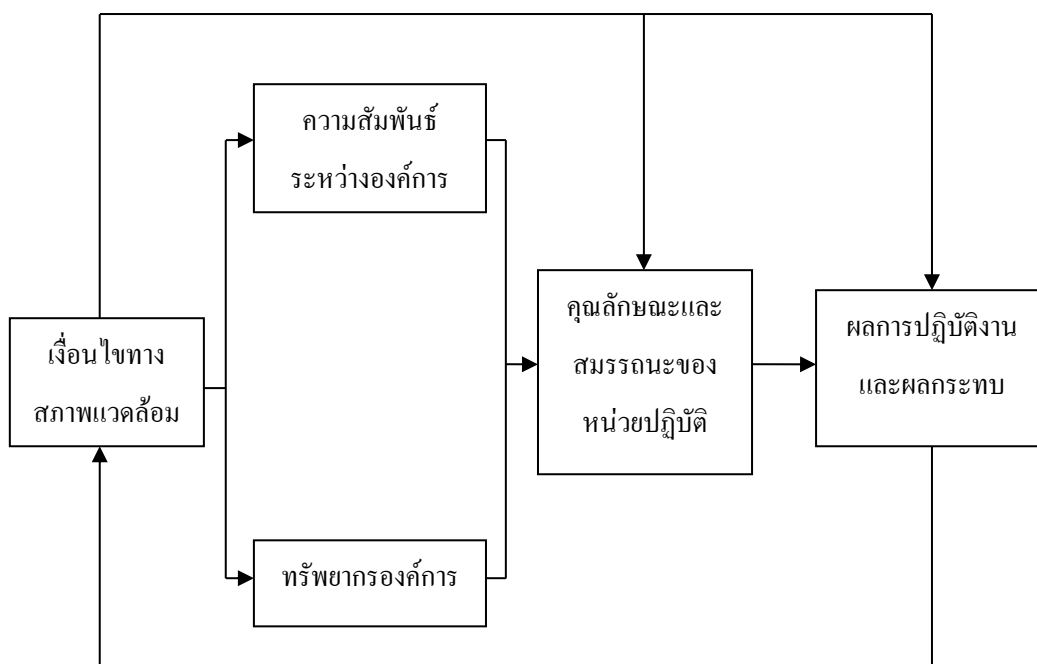 ความสัมพันธ์
ระหว่างองค์การ
เงื่อนไขทาง
สภาพแวดล้อม
ทรัพยากรองค์การ
คุณลักษณะและ
สมรรถนะของ
หน่วยปฏิบัติ
ผลการปฏิบัติงาน
และผลกระทบ